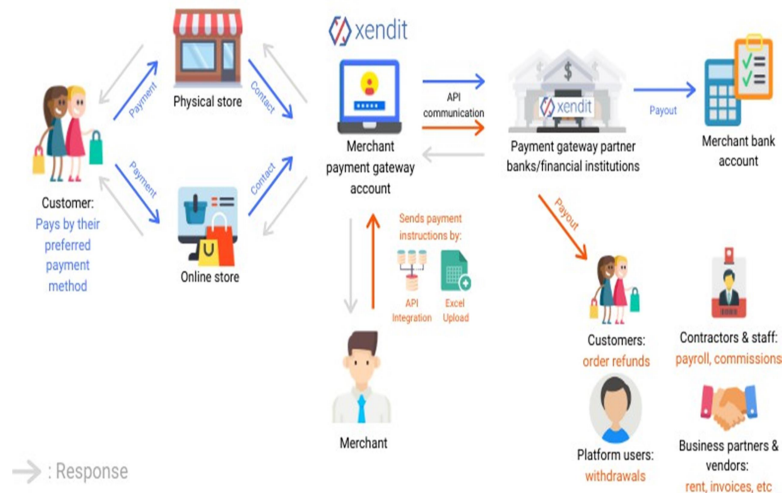 xendit
Physical store
Payment
Contact
Customer:
Pays by their
preferred
payment
method
Payment
Contact
Online store
Merchant
payment gateway
account
API
communication
$
xendit
Payment gateway partner
banks/financial institutions
Payout
Merchant bank
account
Sends payment
instructions by:
API
Integration
Excel
Upload
Merchant
Payout
Customers:
order refunds
Contractors & staff:
payroll, commissions
Platform users:
withdrawals
Business partners &
vendors:
rent, invoices, etc
: Response